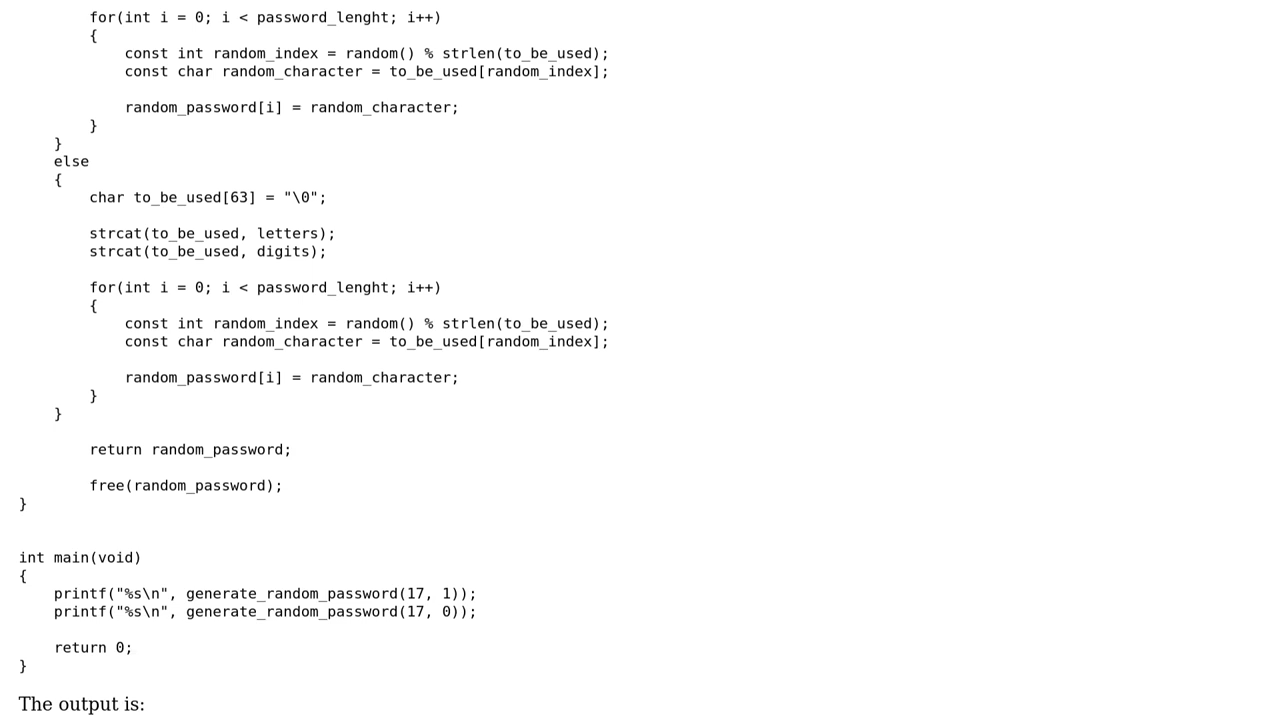 for(int i = 0; i < password_lenght; i++)
        {
            const int random_index = random() % strlen(to_be_used);
            const char random_character = to_be_used[random_index];

            random_password[i] = random_character;
        }
    }
    else
    {
        char to_be_used[63] = "\0";

        strcat(to_be_used, letters);
        strcat(to_be_used, digits);

        for(int i = 0; i < password_lenght; i++)
        {
            const int random_index = random() % strlen(to_be_used);
            const char random_character = to_be_used[random_index];

            random_password[i] = random_character;
        }
    }

        return random_password;

        free(random_password);
}


int main(void)
{
    printf("%s\n", generate_random_password(17, 1));
    printf("%s\n", generate_random_password(17, 0));

    return 0;
}
The output is: